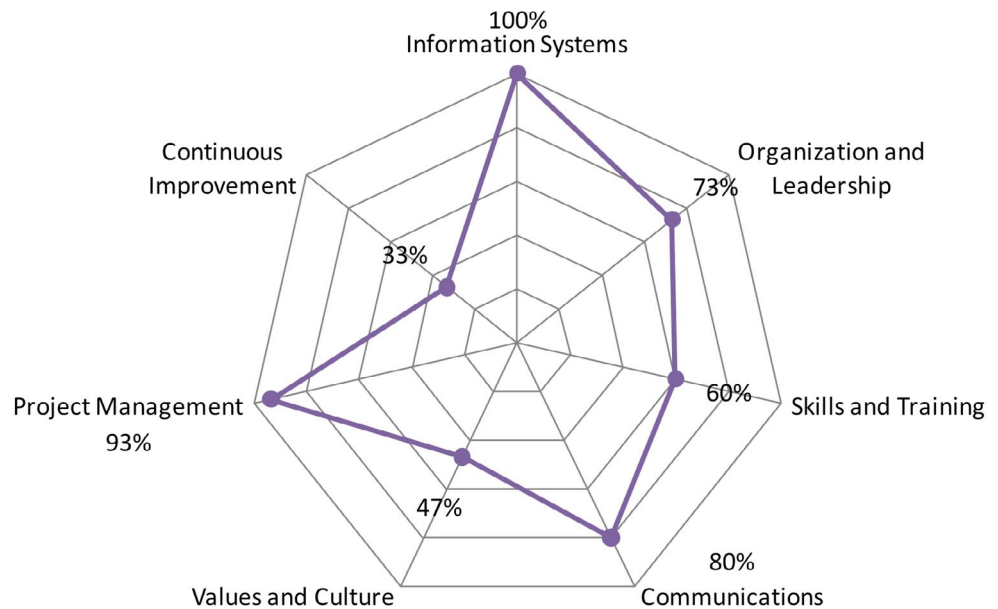 100%
Information Systems
Organization and
Leadership
73%
Skills and Training
60%
80%
Communications
Values and Culture
47%
Project Management
93%
Continuous
Improvement
33%